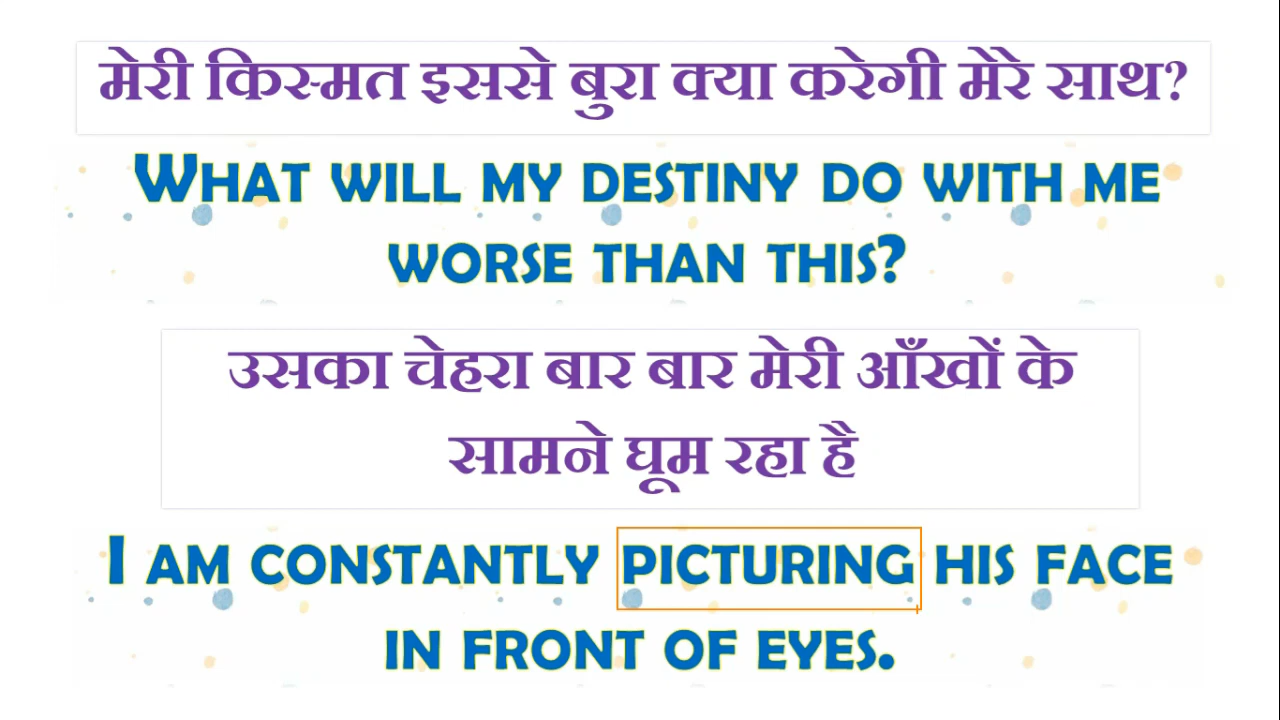 मेरी किस्मत इससे बुरा क्या करेगी मेरे साथ?
WHAT WILL MY DESTINY DO WITH ME
WORSE THAN THIS?
उसका चेहरा बार बार मेरी आँखों के
सामने घूम रहा है
I AM CONSTANTLY PICTURING HIS FACE
IN FRONT OF EYES.